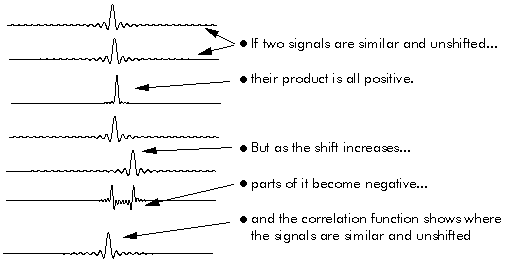 ● If two signals are similar and unshifted...
● their product is all positive.
● But as the shift increases...
● parts of it become negative...
● and the correlation function shows where
the signals are similar and unshifted